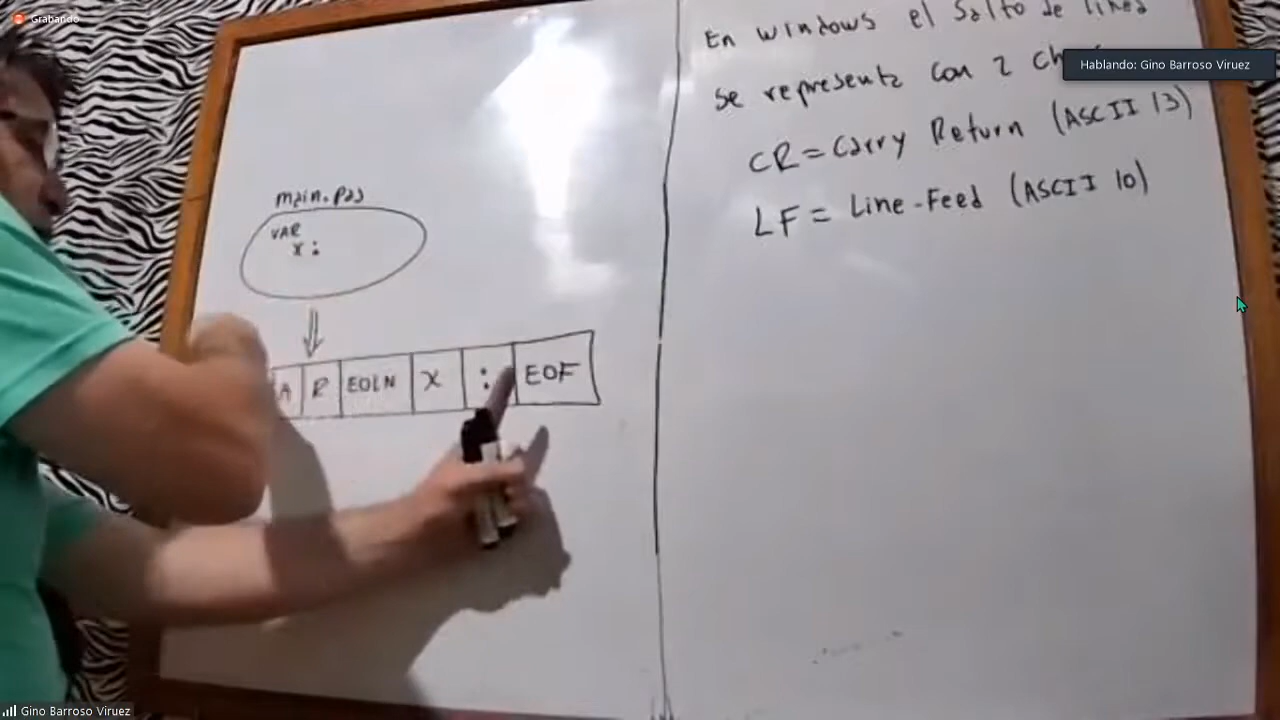 Grabando
En windows el Salto de linea
Hablando: Gino Barroso Viruez
se representa con 2
CR = Carry Return (ASCII 13)
LF = Line-Feed (ASCII 10)
main.pas
VAR
x :
A R EOLN X : EOF
Gino Barroso Viruez